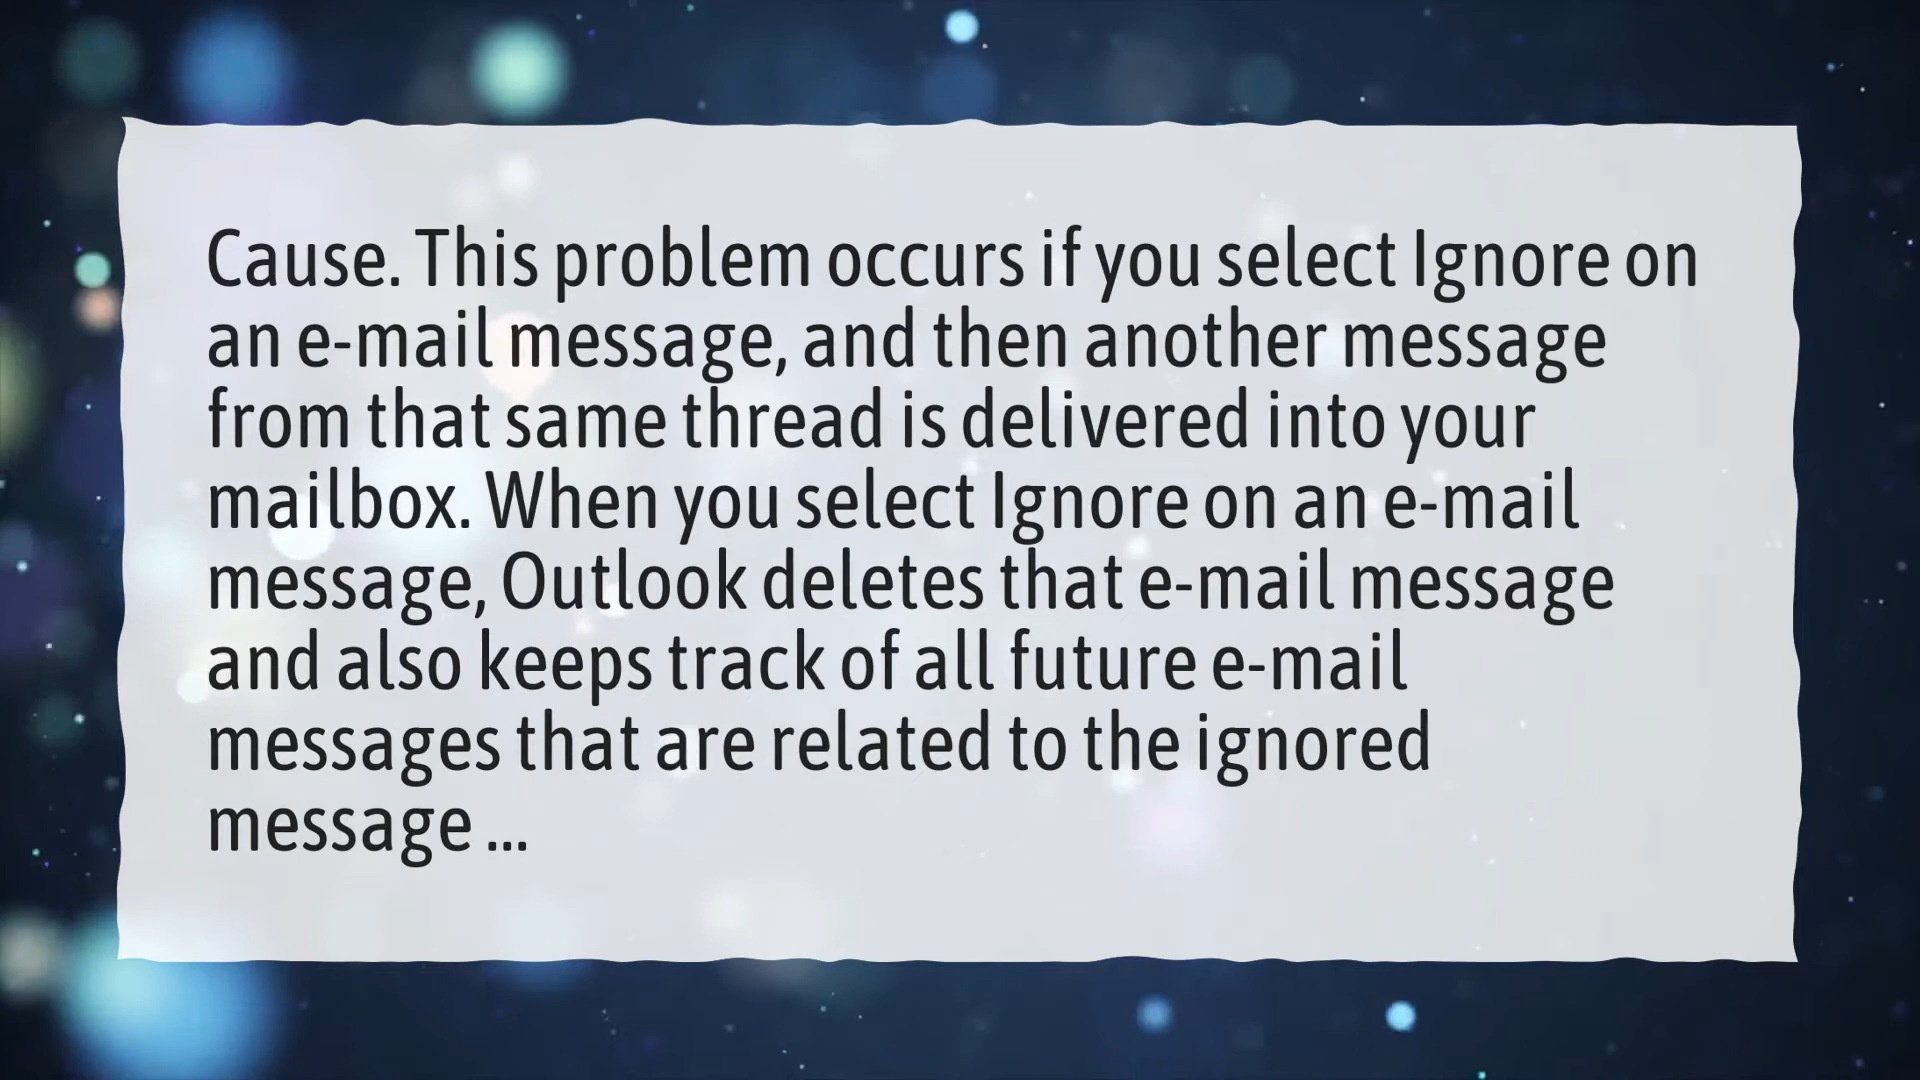 Cause. This problem occurs if you select Ignore on
an e-mail message, and then another message
from that same thread is delivered into your
mailbox. When you select Ignore on an e-mail
message, Outlook deletes that e-mail message
and also keeps track of all future e-mail
messages that are related to the ignored
message ...